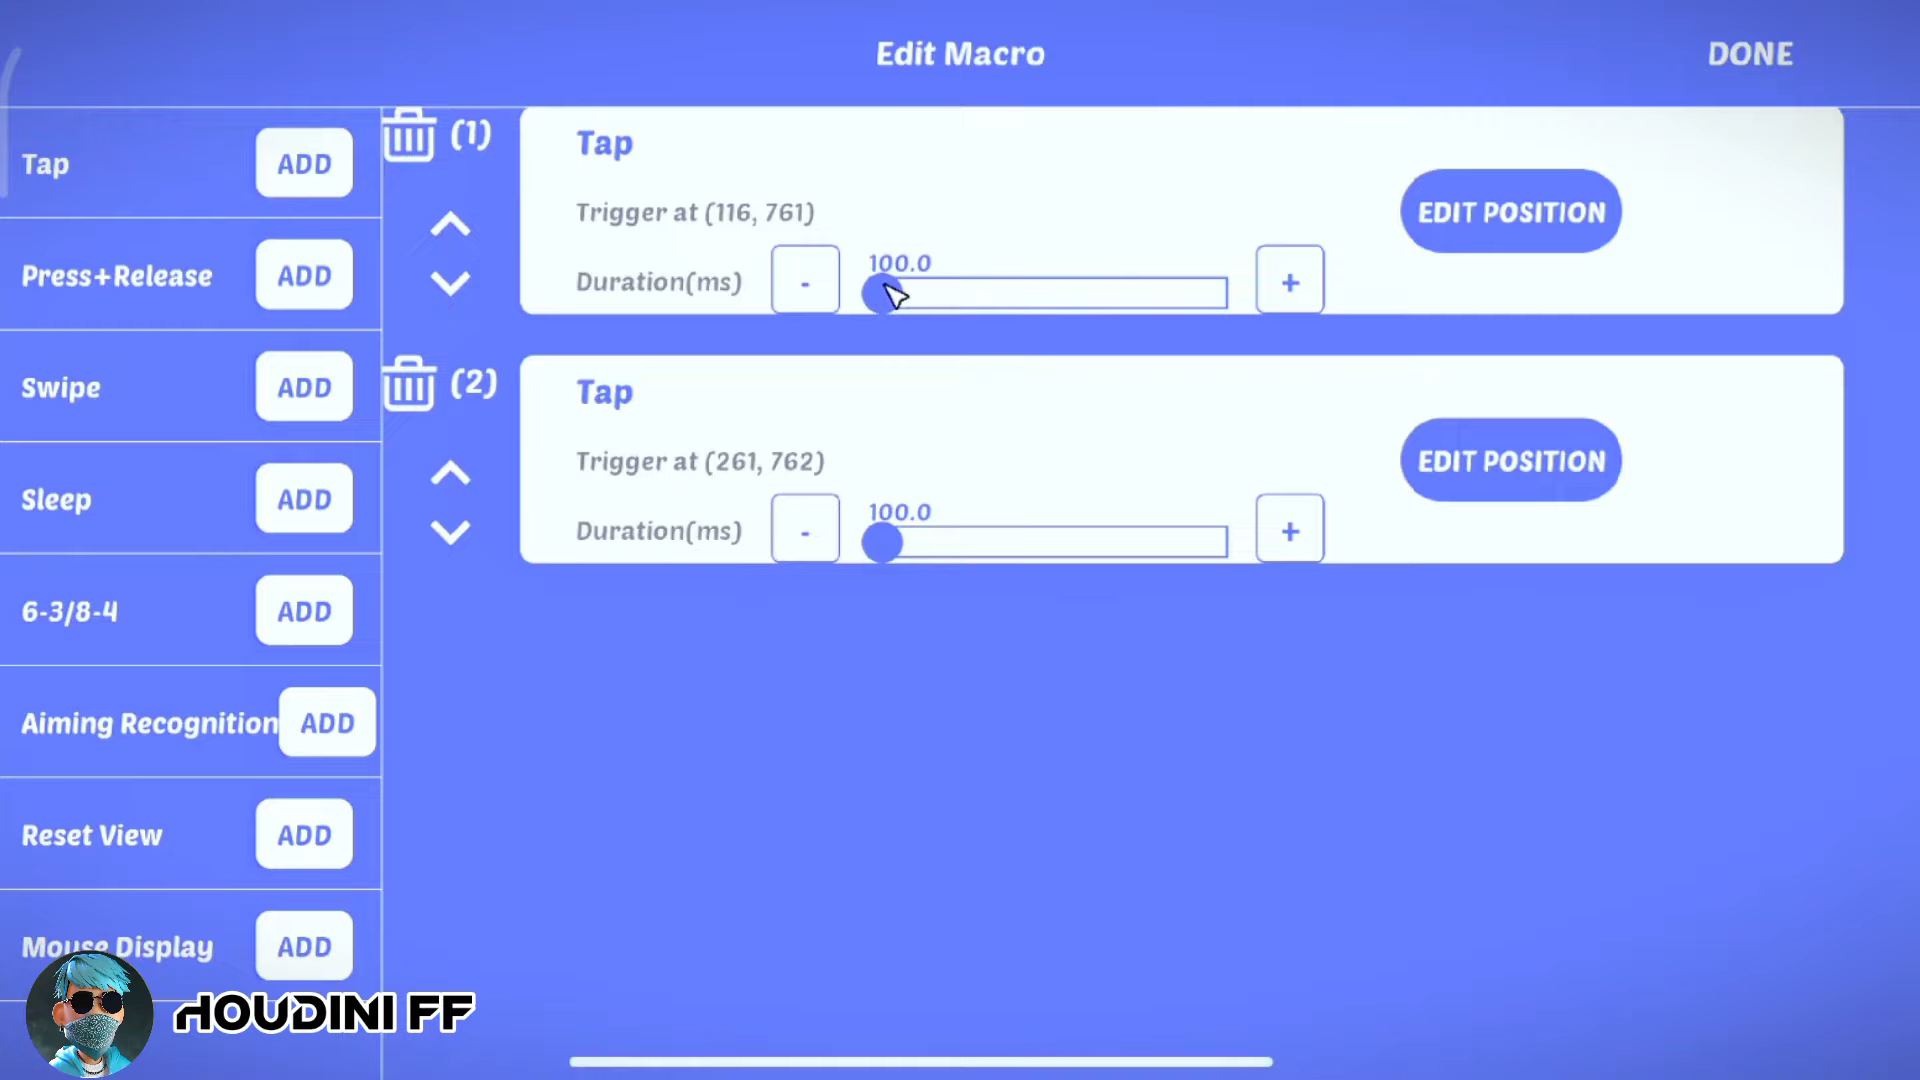 Edit Macro
DONE
Tap ADD
Press+Release ADD
Swipe ADD
Sleep ADD
6-3/8-4 ADD
Aiming Recognition ADD
Reset View ADD
Mouse Display ADD
(1)
Tap
Trigger at (116, 761)
EDIT POSITION
100.0
Duration(ms) - +
(2)
Tap
Trigger at (261, 762)
EDIT POSITION
100.0
Duration(ms) - +
HOUDINI FF